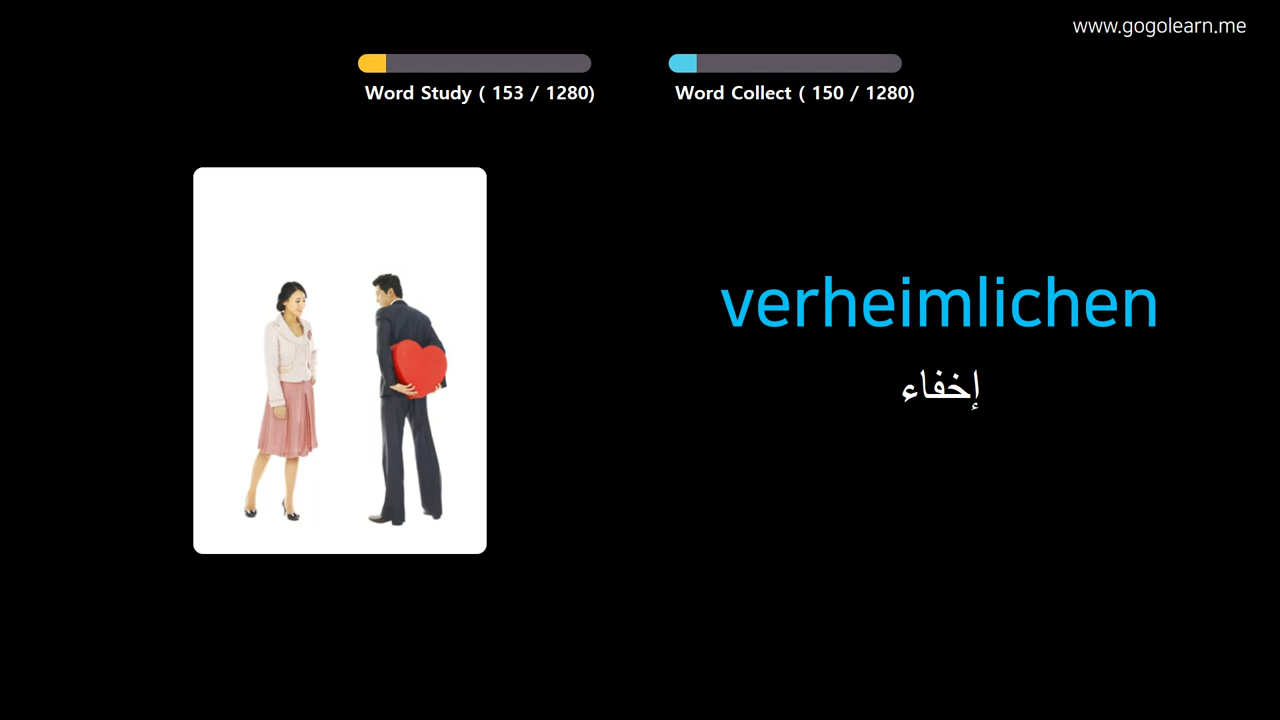 www.gogolearn.me
Word Study ( 153 / 1280)
Word Collect ( 150 / 1280)
verheimlichen
إخفاء